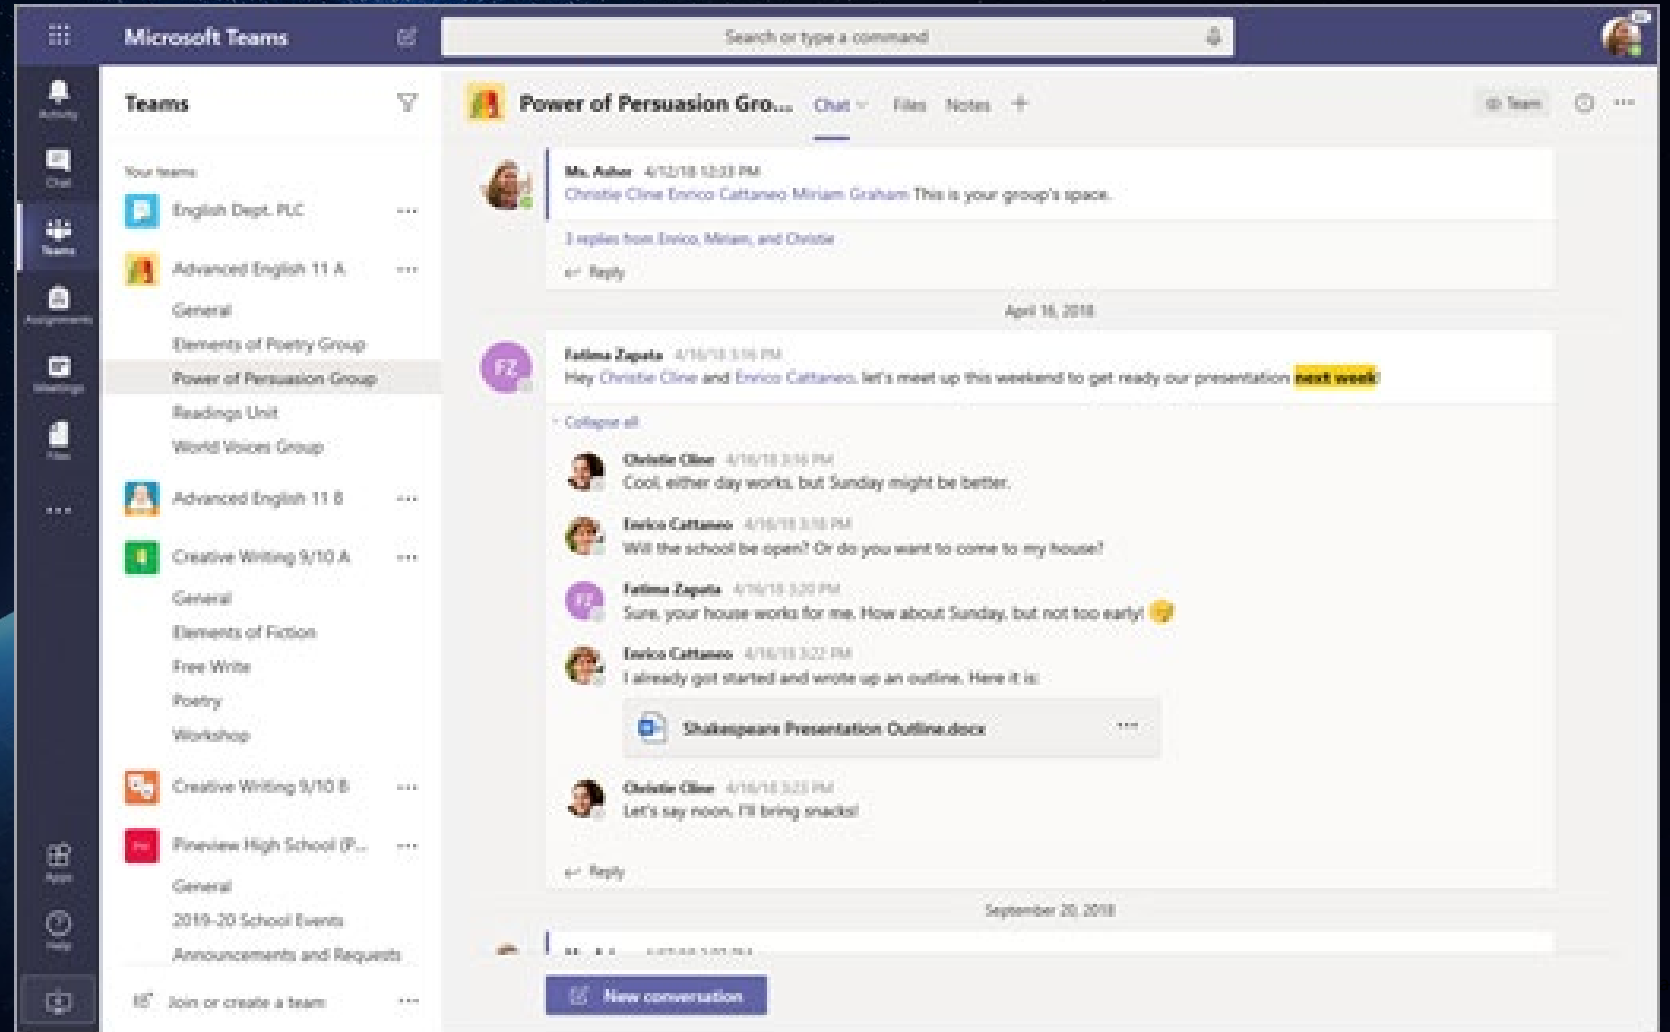 Microsoft Teams
Search or type a command
Activity
Chat
Teams
Assignments
Meetings
Files
Apps
Help
Teams
Your teams
English Dept. PLC
Advanced English 11 A
General
Elements of Poetry Group
Power of Persuasion Group
Readings Unit
World Voices Group
Advanced English 11 B
Creative Writing 9/10 A
General
Elements of Fiction
Free Write
Poetry
Workshop
Creative Writing 9/10 B
Pineview High School (P...
General
2019-20 School Events
Announcements and Requests
Join or create a team
Power of Persuasion Gro... Chat Files Notes +
Team
Ms. Asher 4/12/18 12:33 PM
Christie Cline Enrico Cattaneo Miriam Graham This is your group's space.
3 replies from Enrico, Miriam, and Christie
Reply
April 16, 2018
FZ
Fatima Zapata 4/16/18 3:16 PM
Hey Christie Cline and Enrico Cattaneo, let's meet up this weekend to get ready our presentation next week!
Collapse all
Christie Cline 4/16/18 3:16 PM
Cool, either day works, but Sunday might be better.
Enrico Cattaneo 4/16/18 3:18 PM
Will the school be open? Or do you want to come to my house?
FZ
Fatima Zapata 4/16/18 3:20 PM
Sure, your house works for me. How about Sunday, but not too early!
Enrico Cattaneo 4/16/18 3:22 PM
I already got started and wrote up an outline. Here it is:
Shakespeare Presentation Outline.docx
Christie Cline 4/16/18 3:23 PM
Let's say noon. I'll bring snacks!
Reply
September 20, 2018
New conversation